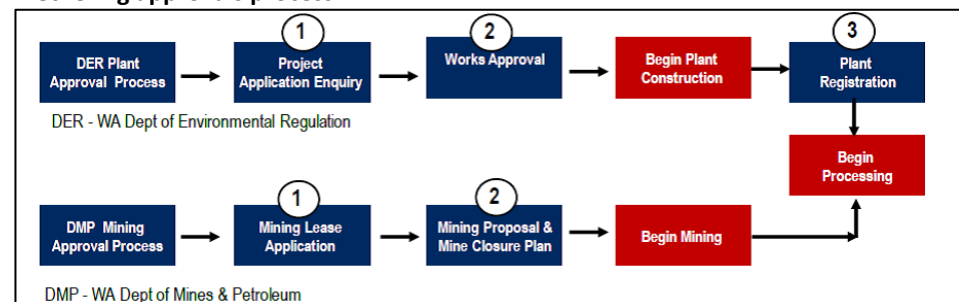 approvals process
1
2
3
DER Plant
Approval Process
Project
Application Enquiry
Works Approval
Begin Plant
Construction
Plant
Registration
DER - WA Dept of Environmental Regulation
Begin
Processing
1
2
DMP Mining
Approval Process
Mining Lease
Application
Mining Proposal &
Mine Closure Plan
Begin Mining
DMP - WA Dept of Mines & Petroleum